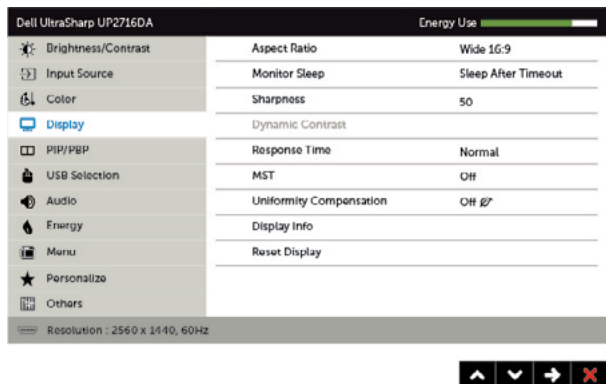 Dell UltraSharp UP2716DA Energy Use
Brightness/Contrast
Input Source
Color
Display
PIP/PBP
USB Selection
Audio
Energy
Menu
Personalize
Others
Aspect Ratio Wide 16:9
Monitor Sleep Sleep After Timeout
Sharpness 50
Dynamic Contrast
Response Time Normal
MST Off
Uniformity Compensation Off
Display Info
Reset Display
Resolution : 2560 x 1440, 60Hz